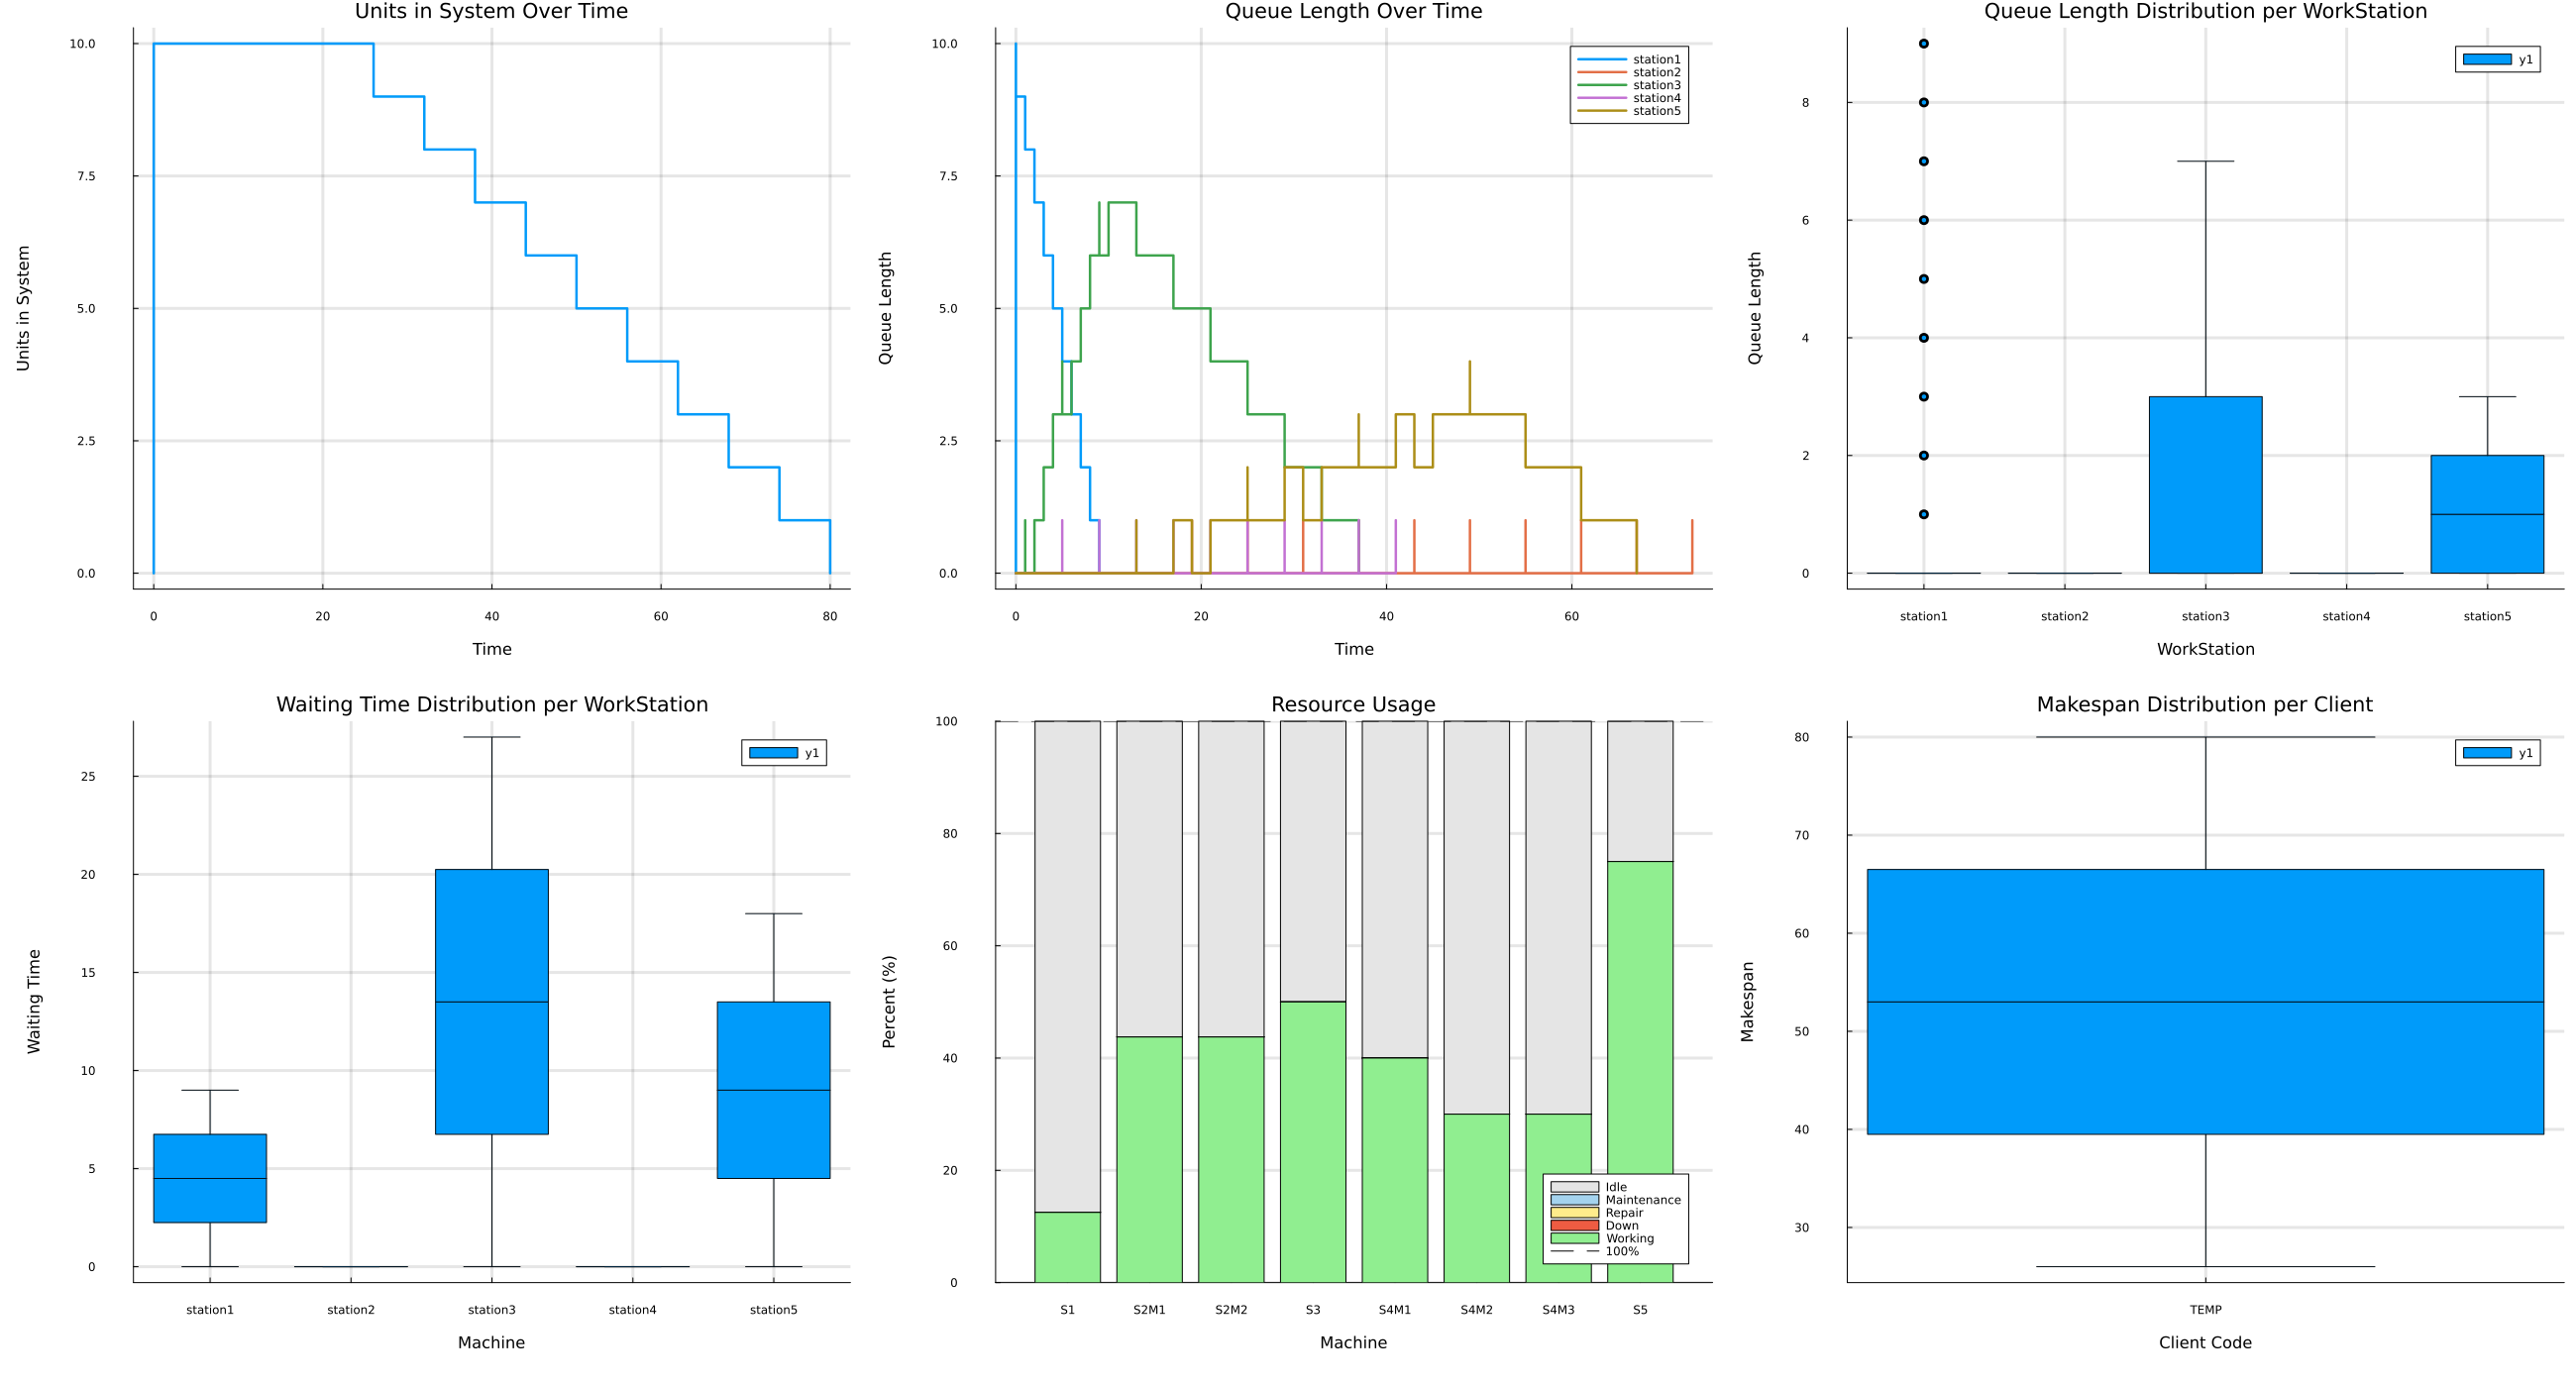 Units in System Over Time
Units in System
10.0
7.5
5.0
2.5
0.0
0 20 40 60 80
Time
Queue Length Over Time
Queue Length
10.0
7.5
5.0
2.5
0.0
station1
station2
station3
station4
station5
0 20 40 60
Time
Queue Length Distribution per WorkStation
Queue Length
8
6
4
2
0
y1
station1 station2 station3 station4 station5
WorkStation
Waiting Time Distribution per WorkStation
Waiting Time
25
20
15
10
5
0
y1
station1 station2 station3 station4 station5
Machine
Resource Usage
Percent (%)
100
80
60
40
20
0
Idle
Maintenance
Repair
Down
Working
100%
S1 S2M1 S2M2 S3 S4M1 S4M2 S4M3 S5
Machine
Makespan Distribution per Client
Makespan
80
70
60
50
40
30
y1
TEMP
Client Code